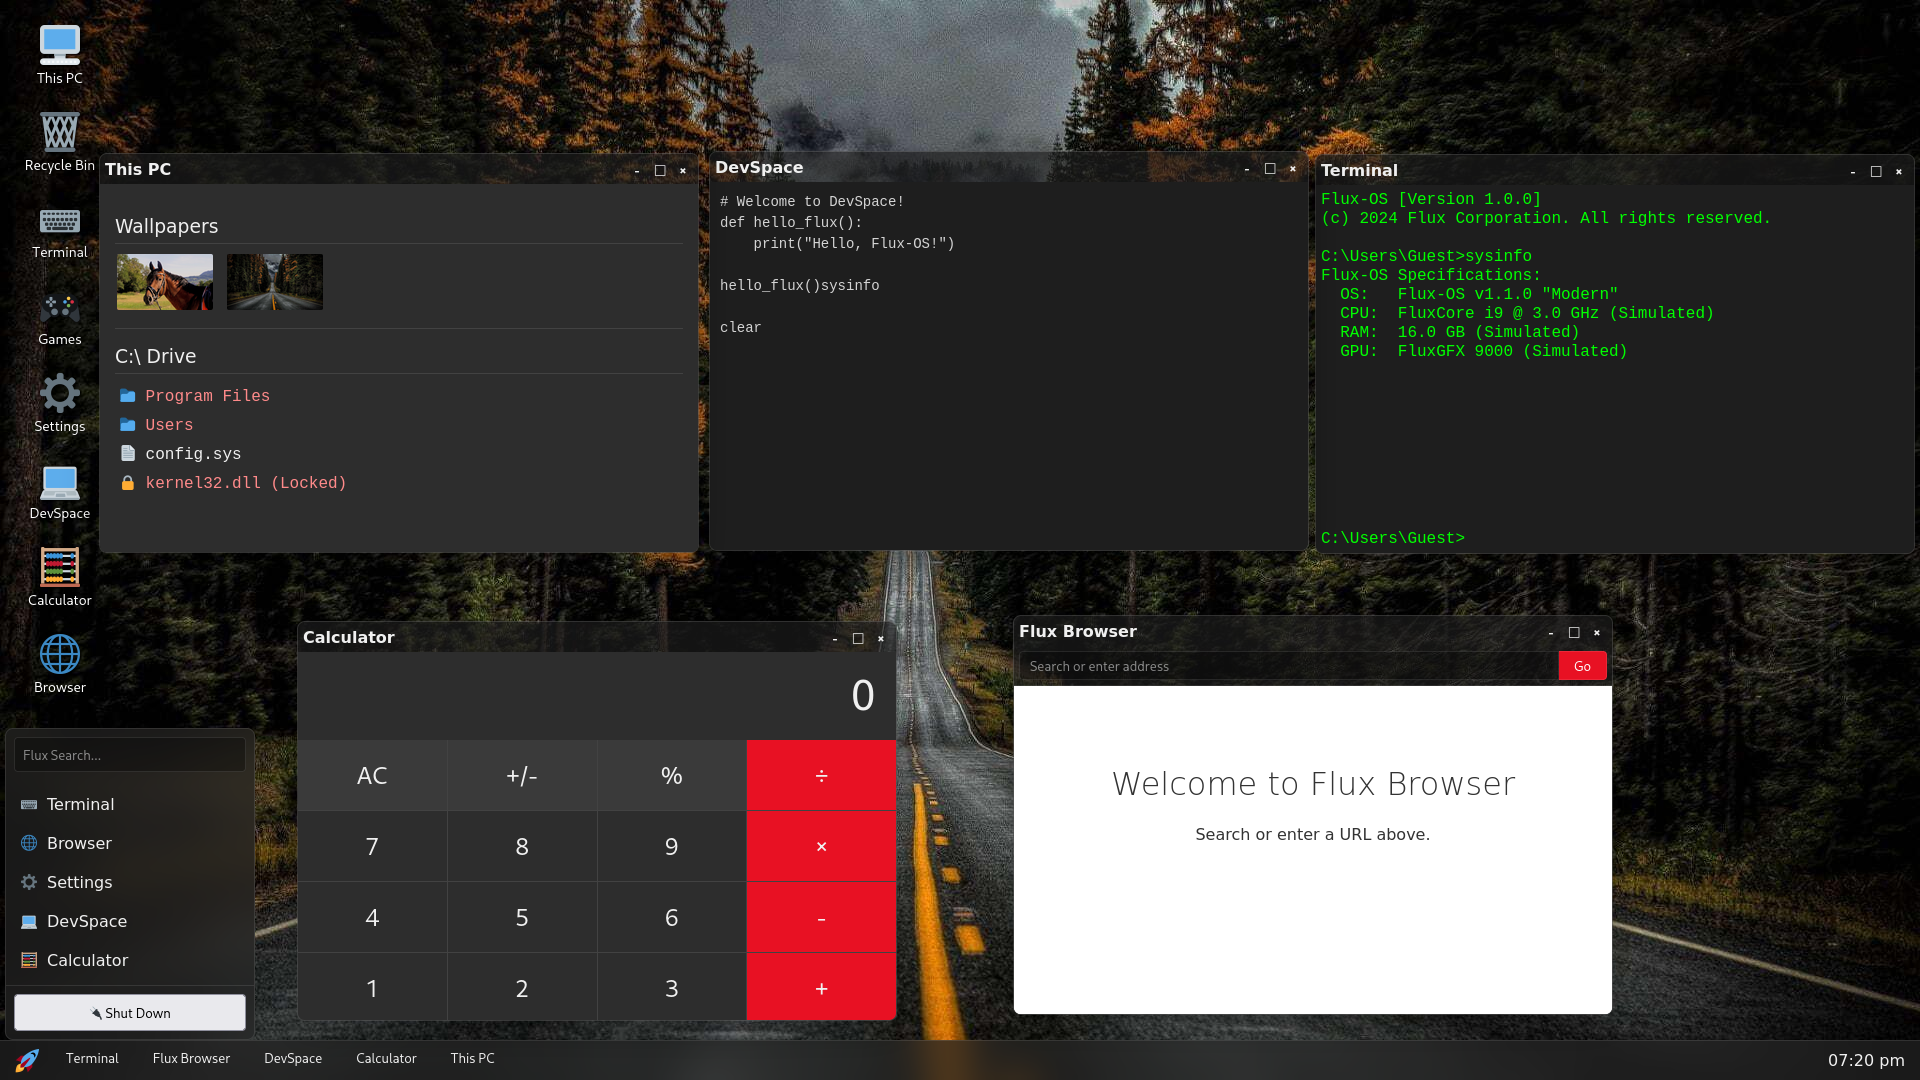 This PC
Recycle Bin
Terminal
Games
Settings
DevSpace
Calculator
Browser
This PC
Wallpapers
C:\ Drive
Program Files
Users
config.sys
kernel32.dll (Locked)
DevSpace
# Welcome to DevSpace!
def hello_flux():
    print("Hello, Flux-OS!")
hello_flux()sysinfo
clear
Terminal
Flux-OS [Version 1.0.0]
(c) 2024 Flux Corporation. All rights reserved.
C:\Users\Guest>sysinfo
Flux-OS Specifications:
  OS:   Flux-OS v1.1.0 "Modern"
  CPU:  FluxCore i9 @ 3.0 GHz (Simulated)
  RAM:  16.0 GB (Simulated)
  GPU:  FluxGFX 9000 (Simulated)
C:\Users\Guest>
Calculator
0
AC +/- % ÷
7 8 9 ×
4 5 6 -
1 2 3 +
Flux Browser
Search or enter address
Go
Welcome to Flux Browser
Search or enter a URL above.
Flux Search...
Terminal
Browser
Settings
DevSpace
Calculator
Shut Down
Terminal Flux Browser DevSpace Calculator This PC
07:20 pm